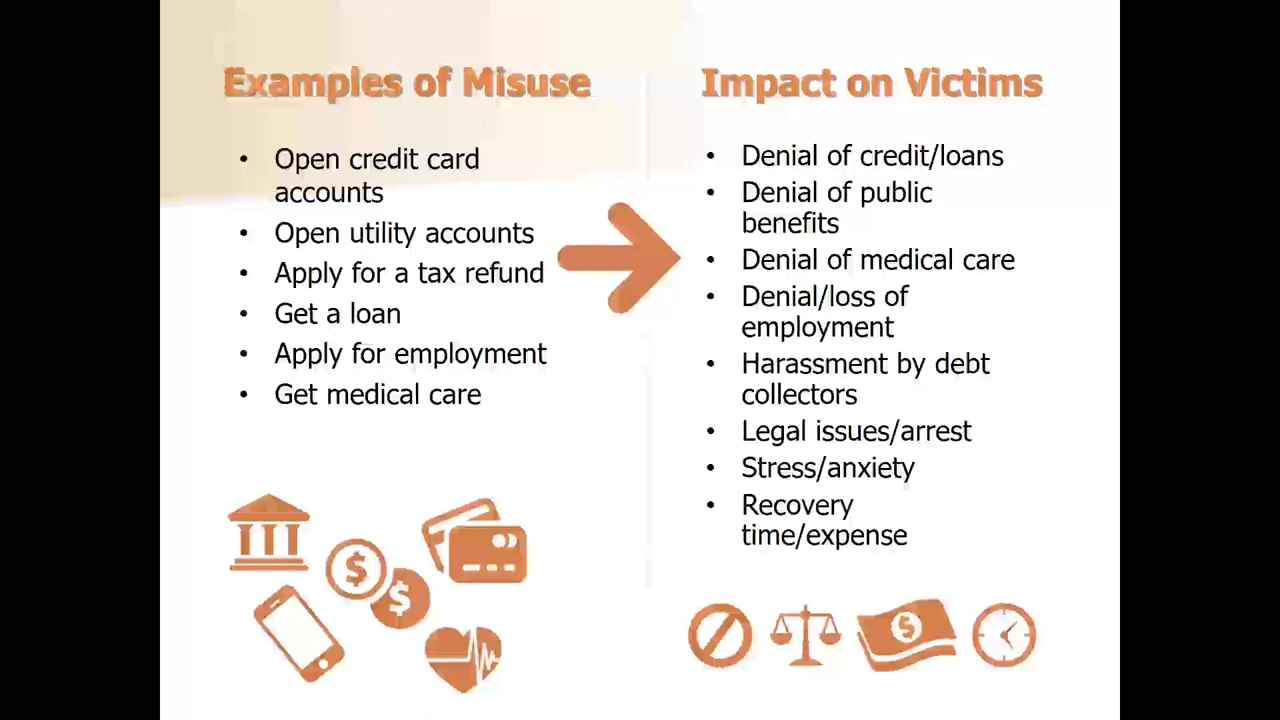 Examples of Misuse
• Open credit card
accounts
• Open utility accounts
• Apply for a tax refund
• Get a loan
• Apply for employment
• Get medical care
$
$
Impact on Victims
• Denial of credit/loans
• Denial of public
benefits
• Denial of medical care
• Denial/loss of
employment
• Harassment by debt
collectors
• Legal issues/arrest
• Stress/anxiety
• Recovery
time/expense
$